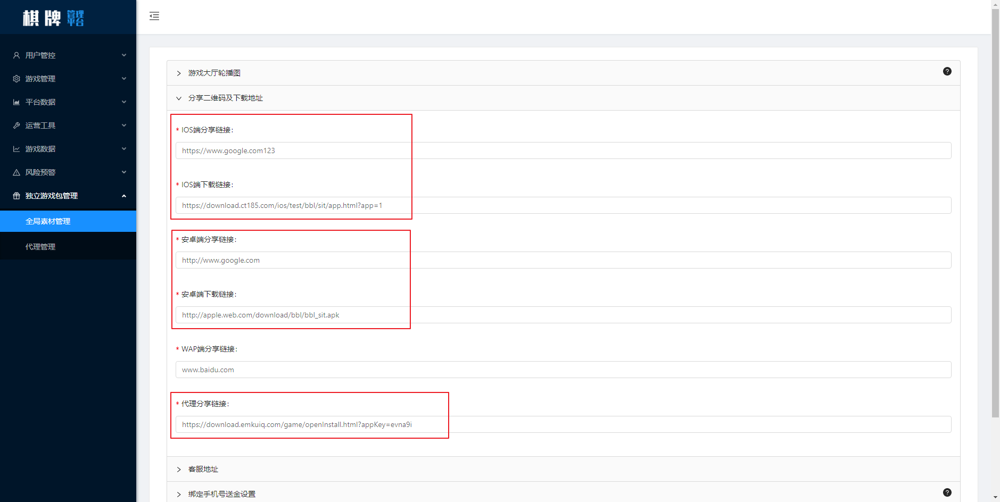 棋牌 管理平台
用户管控
游戏管理
平台数据
运营工具
游戏数据
风险预警
独立游戏包管理
全局素材管理
代理管理
游戏大厅轮播图
?
分享二维码及下载地址
* IOS端分享链接:
https://www.google.com123
* IOS端下载链接:
https://download.ct185.com/ios/test/bbl/sit/app.html?app=1
* 安卓端分享链接:
http://www.google.com
* 安卓端下载链接:
http://apple.web.com/download/bbl/bbl_sit.apk
* WAP端分享链接:
www.baidu.com
* 代理分享链接:
https://download.emkuiq.com/game/openInstall.html?appKey=evna9i
客服地址
绑定手机号送金设置
?